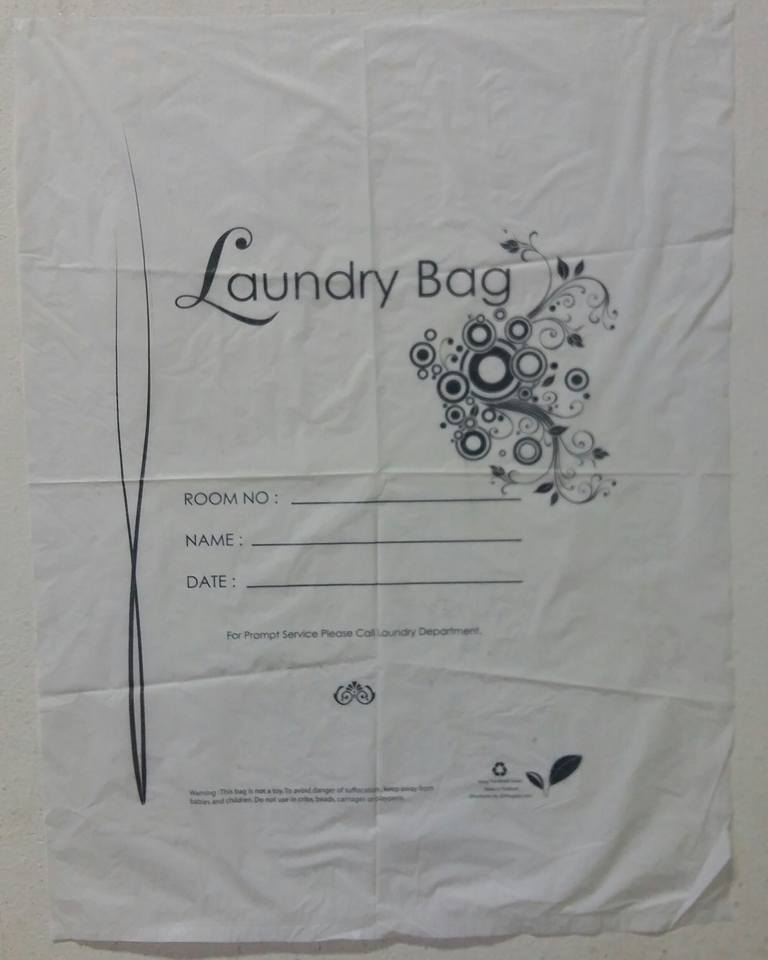 Laundry Bag
ROOM NO :
NAME :
DATE :
For Prompt Service Please Call Laundry Department.
Warning : This bag is not a toy. To avoid danger of suffocation, keep away from
babies and children. Do not use in cribs, beads, carriages or playpens.